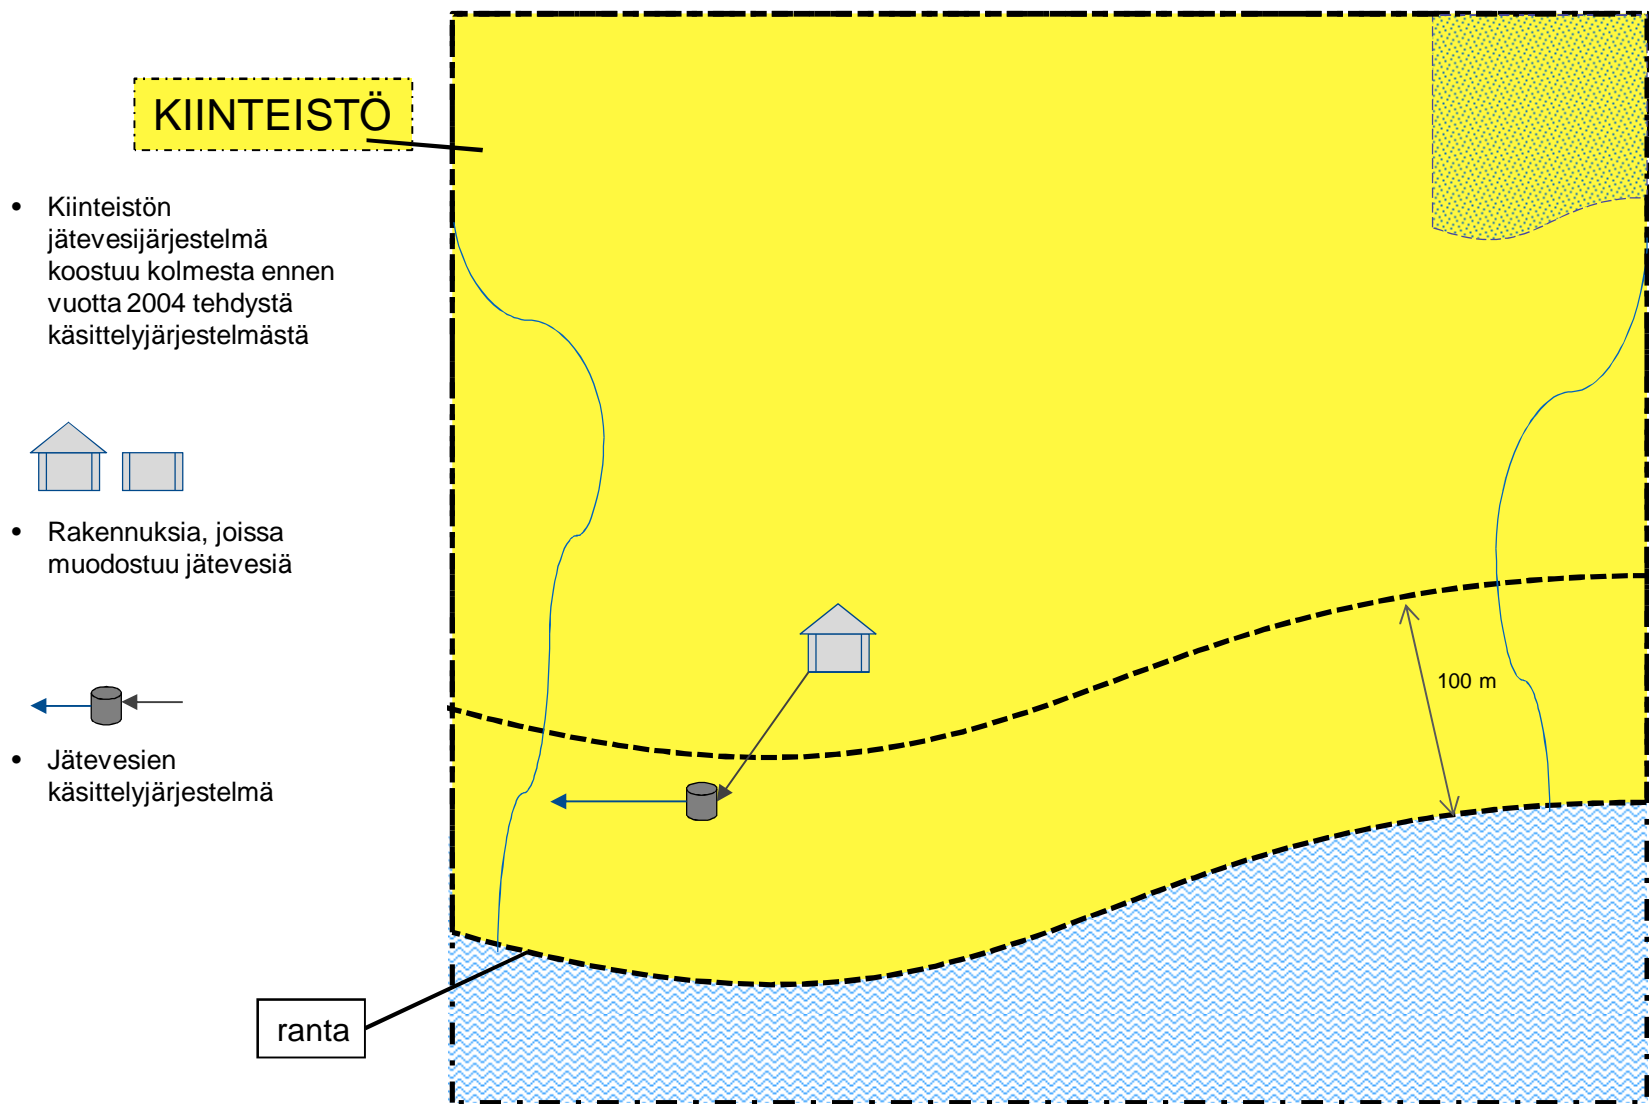 KIINTEISTÖ
• Kiinteistön
jätevesijärjestelmä
koostuu kolmesta ennen
vuotta 2004 tehdystä
käsittelyjärjestelmästä
• Rakennuksia, joissa
muodostuu jätevesiä
• Jätevesien
käsittelyjärjestelmä
100 m
ranta